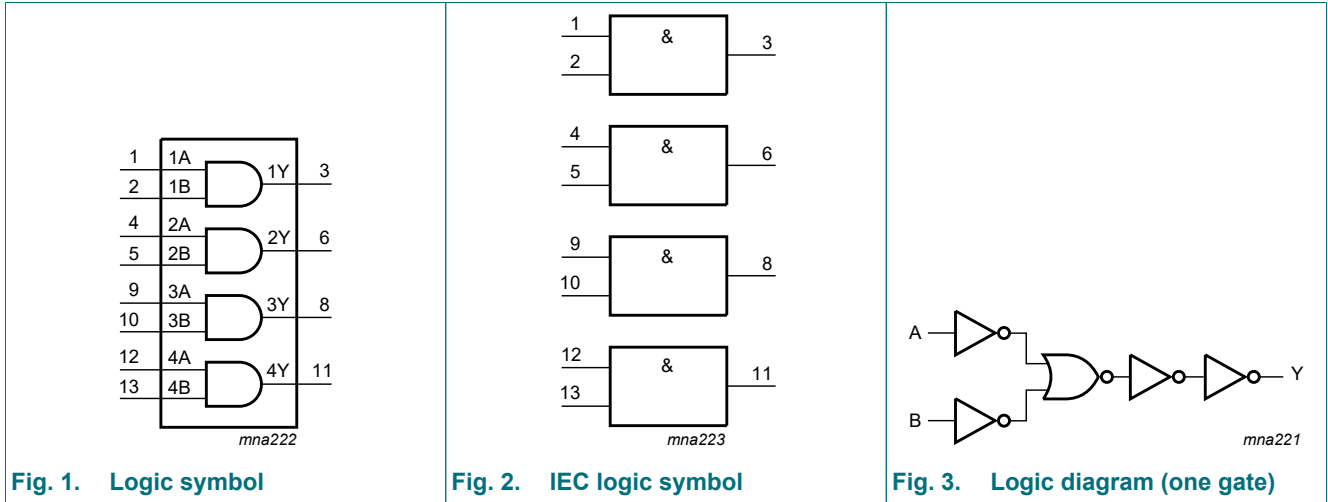 1 1A 1Y 3
2 1B
4 2A 2Y 6
5 2B
9 3A 3Y 8
10 3B
12 4A 4Y 11
13 4B
mna222
Fig. 1. Logic symbol
1 & 3
2
4 & 6
5
9 & 8
10
12 & 11
13
mna223
Fig. 2. IEC logic symbol
A
Y
B
mna221
Fig. 3. Logic diagram (one gate)